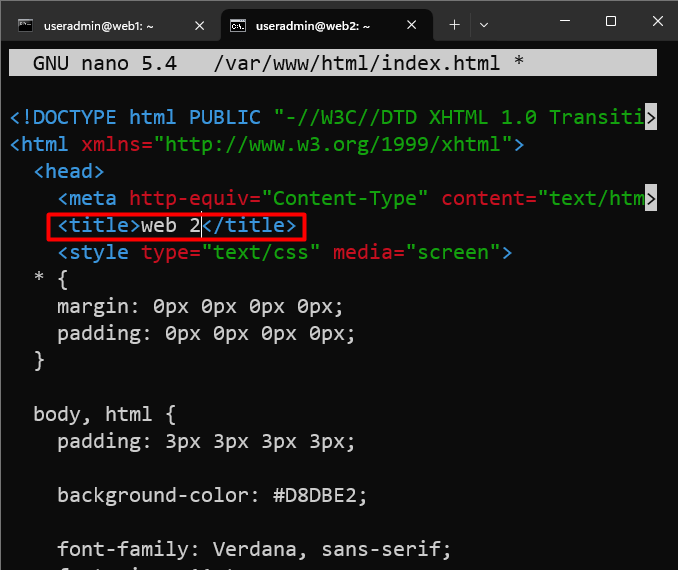 useradmin@web1: ~
useradmin@web2: ~
GNU nano 5.4 /var/www/html/index.html *
<!DOCTYPE html PUBLIC "-//W3C//DTD XHTML 1.0 Transiti>
<html xmlns="http://www.w3.org/1999/xhtml">
<head>
<meta http-equiv="Content-Type" content="text/htm>
<title>web 2</title>
<style type="text/css" media="screen">
* {
margin: 0px 0px 0px 0px;
padding: 0px 0px 0px 0px;
}
body, html {
padding: 3px 3px 3px 3px;
background-color: #D8DBE2;
font-family: Verdana, sans-serif;